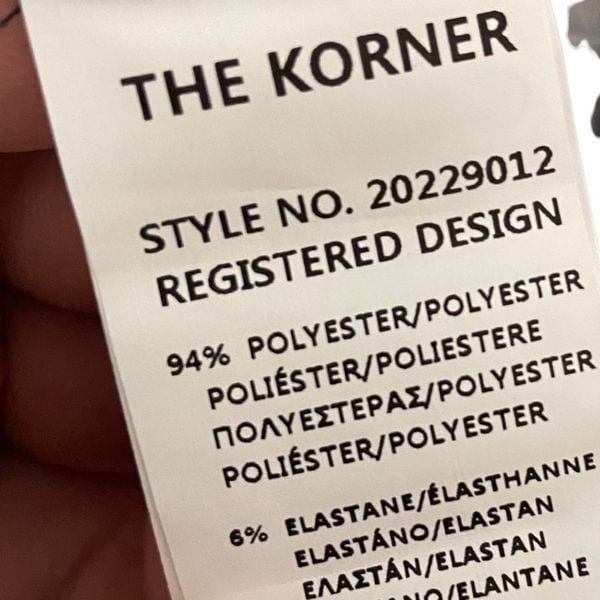 THE KORNER
STYLE NO. 20229012
REGISTERED DESIGN
94% POLYESTER/POLYESTER
POLIÉSTER/POLIESTERE
ΠΟΛΥΕΣΤΕΡΑΣ/POLYESTER
POLIÉSTER/POLYESTER
6% ELASTANE/ÉLASTHANNE
ELASTÁNO/ELASTAN
ΕΛΑΣΤΆΝ/ELASTAN
/ELANTANE